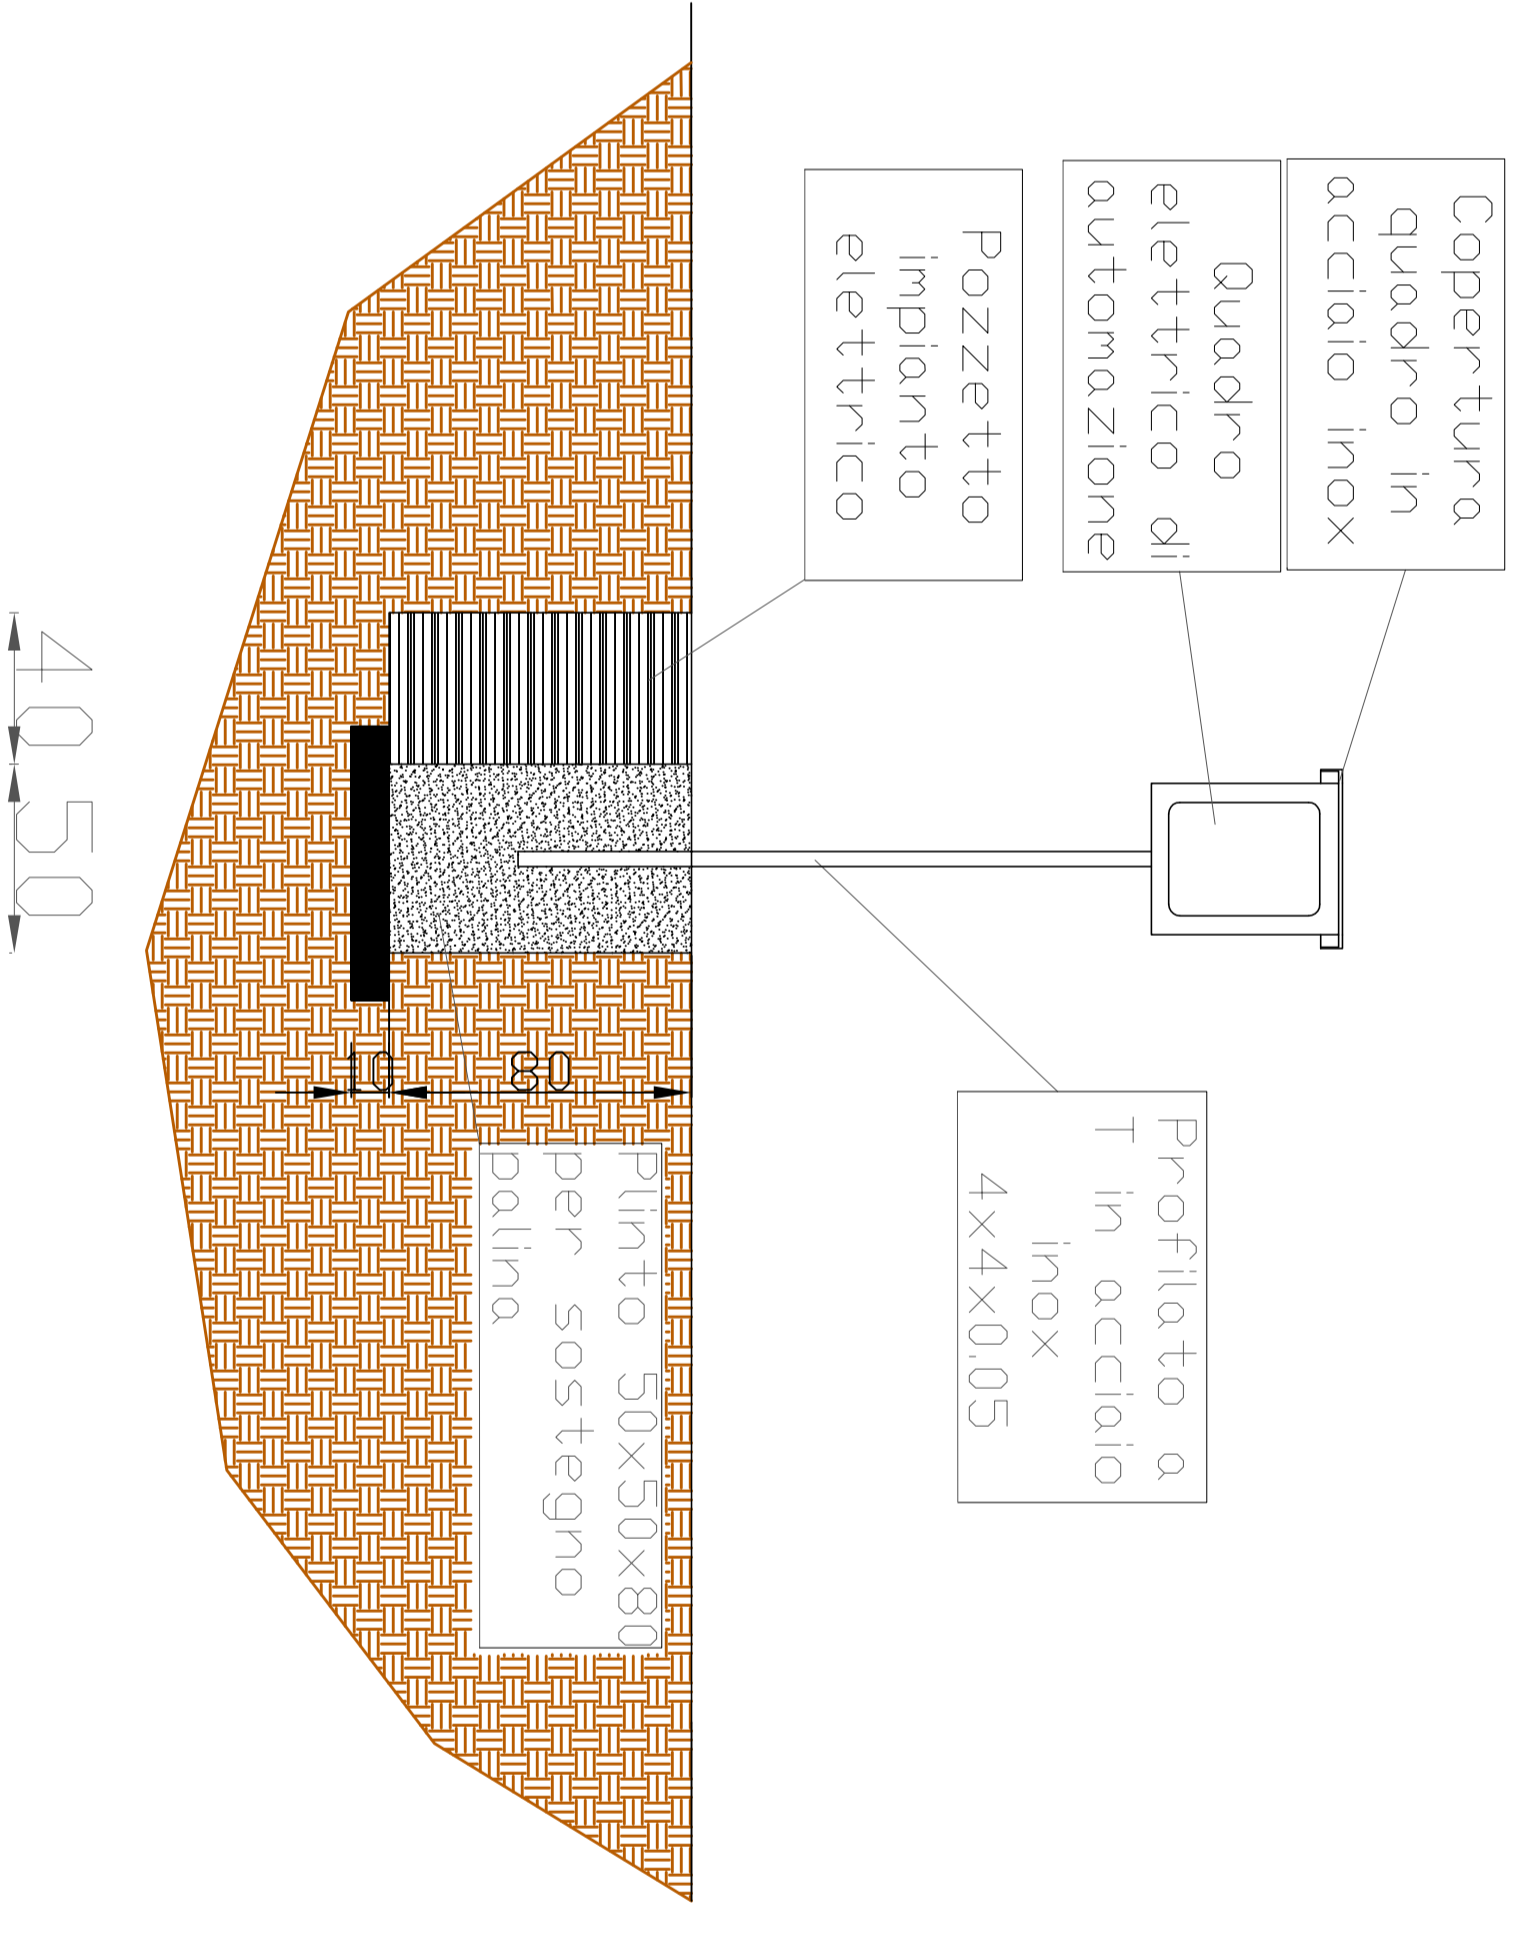 Copertura
quadro in
acciaio inox
Quadro
elettrico di
automazione
Pozzetto
impianto
elettrico
Profilato a
T in acciaio
inox
4x4x0.05
Plinto 50x50x80
per sostegno
palina
80
10
40
50